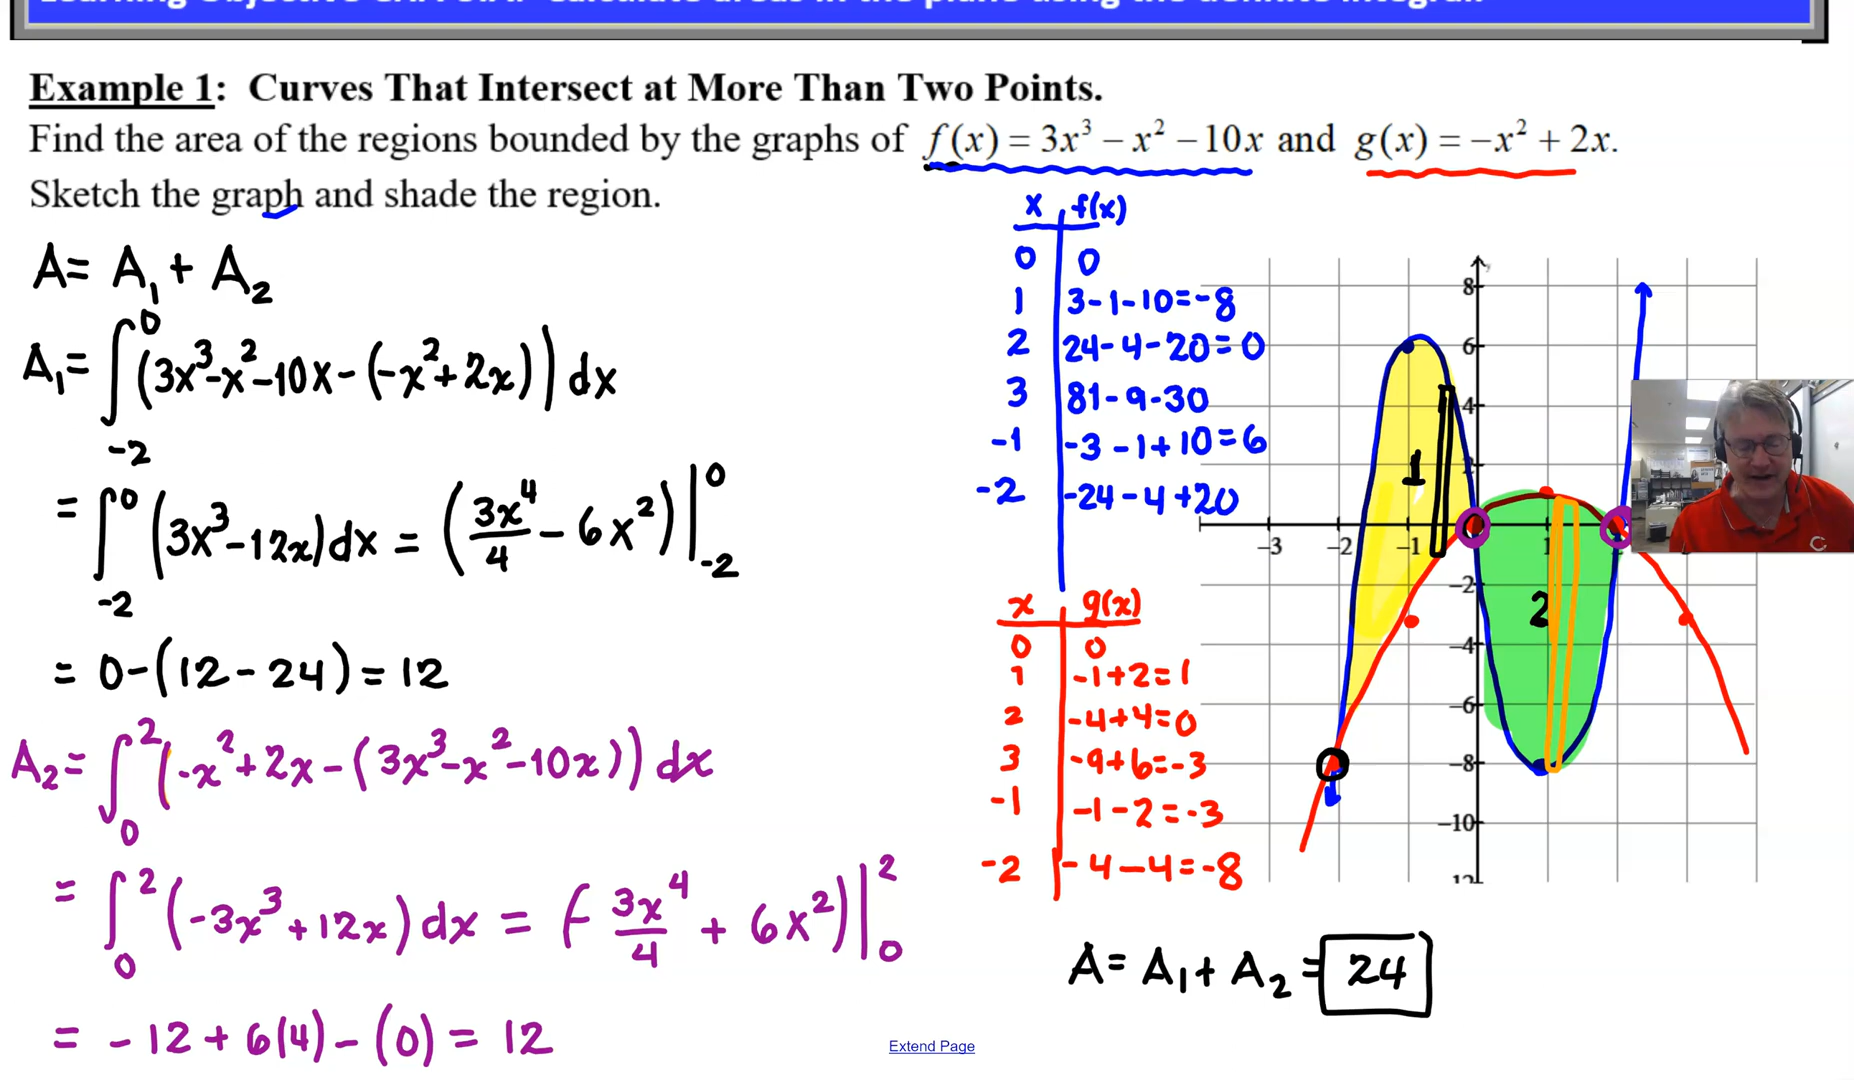 Example 1: Curves That Intersect at More Than Two Points.
Find the area of the regions bounded by the graphs of f(x) = 3x³ − x² − 10x and g(x) = −x² + 2x.
Sketch the graph and shade the region.
A = A₁ + A₂
A₁ = ∫₋₂⁰ (3x³-x²-10x-(-x²+2x)) dx
= ∫₋₂⁰ (3x³-12x)dx = (3x⁴/4 - 6x²)|₋₂⁰
= 0-(12-24) = 12
A₂ = ∫₀² (-x²+2x-(3x³-x²-10x)) dx
= ∫₀² (-3x³+12x)dx = (-3x⁴/4 + 6x²)|₀²
= -12 + 6(4) - (0) = 12
x f(x)
0 0
1 3-1-10=-8
2 24-4-20=0
3 81-9-30
-1 -3-1+10=6
-2 -24-4+20
x g(x)
0 0
1 -1+2=1
2 -4+4=0
3 -9+6=-3
-1 -1-2=-3
-2 -4-4=-8
8
6
4
2
-3 -2 -1 1
-2
-4
-6
-8
-10
1
2
A = A₁ + A₂ = 24
Extend Page